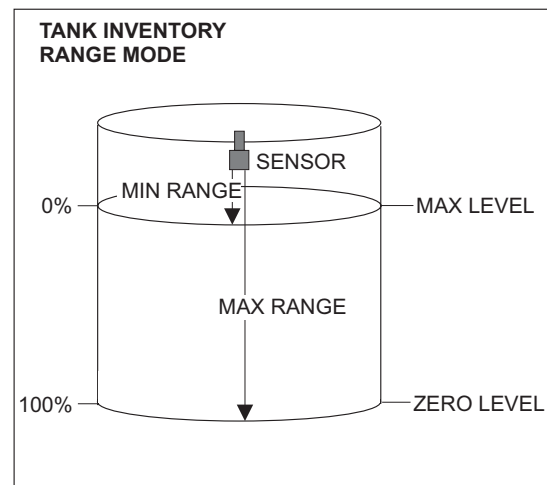 TANK INVENTORY
RANGE MODE
SENSOR
MIN RANGE
0%
MAX LEVEL
MAX RANGE
100%
ZERO LEVEL